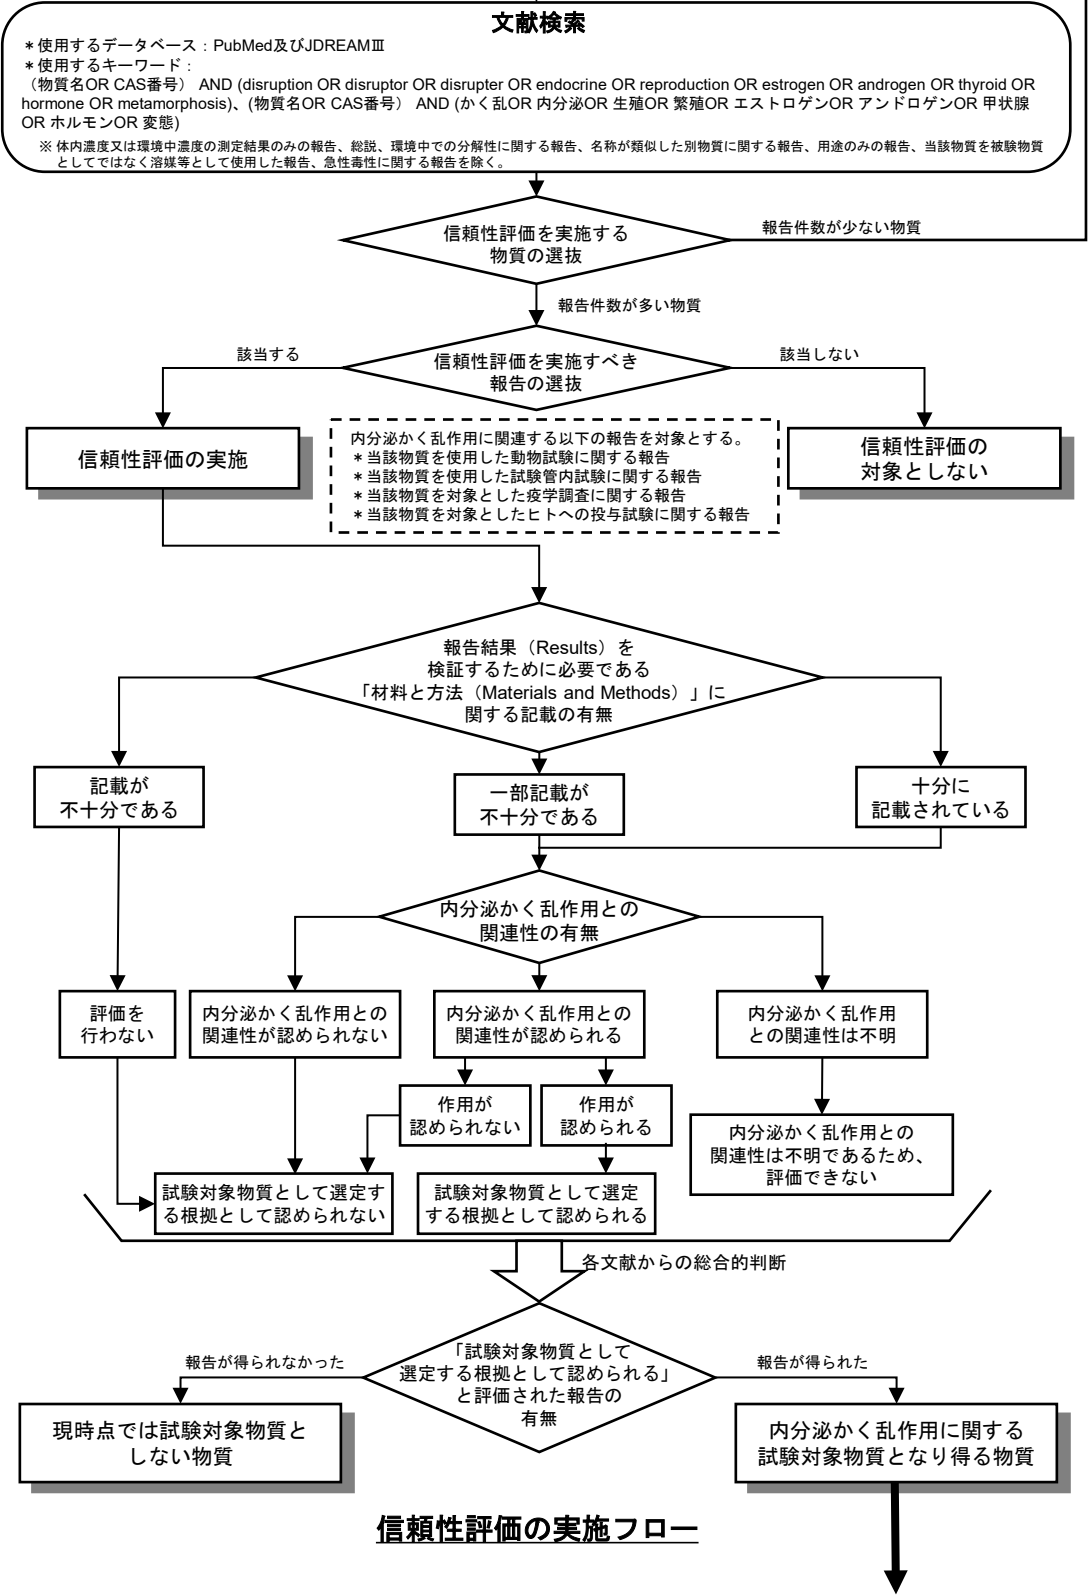 文献検索
＊使用するデータベース：PubMed及びJDREAMⅢ
＊使用するキーワード：
（物質名OR CAS番号） AND (disruption OR disruptor OR disrupter OR endocrine OR reproduction OR estrogen OR androgen OR thyroid OR
hormone OR metamorphosis)、(物質名OR CAS番号） AND (かく乱OR 内分泌OR 生殖OR 繁殖OR エストロゲンOR アンドロゲンOR 甲状腺
OR ホルモンOR 変態)
※ 体内濃度又は環境中濃度の測定結果のみの報告、総説、環境中での分解性に関する報告、名称が類似した別物質に関する報告、用途のみの報告、当該物質を被験物質
としてではなく溶媒等として使用した報告、急性毒性に関する報告を除く。
信頼性評価を実施する
物質の選抜
報告件数が少ない物質
報告件数が多い物質
信頼性評価を実施すべき
報告の選抜
該当する
該当しない
信頼性評価の実施
内分泌かく乱作用に関連する以下の報告を対象とする。
＊当該物質を使用した動物試験に関する報告
＊当該物質を使用した試験管内試験に関する報告
＊当該物質を対象とした疫学調査に関する報告
＊当該物質を対象としたヒトへの投与試験に関する報告
信頼性評価の
対象としない
報告結果（Results）を
検証するために必要である
「材料と方法（Materials and Methods）」に
関する記載の有無
記載が
不十分である
一部記載が
不十分である
十分に
記載されている
内分泌かく乱作用との
関連性の有無
評価を
行わない
内分泌かく乱作用との
関連性が認められない
内分泌かく乱作用との
関連性が認められる
内分泌かく乱作用
との関連性は不明
作用が
認められない
作用が
認められる
内分泌かく乱作用との
関連性は不明であるため、
評価できない
試験対象物質として選定す
る根拠として認められない
試験対象物質として選定
する根拠として認められる
各文献からの総合的判断
「試験対象物質として
選定する根拠として認められる」
と評価された報告の
有無
報告が得られなかった
報告が得られた
現時点では試験対象物質と
しない物質
内分泌かく乱作用に関する
試験対象物質となり得る物質
信頼性評価の実施フロー